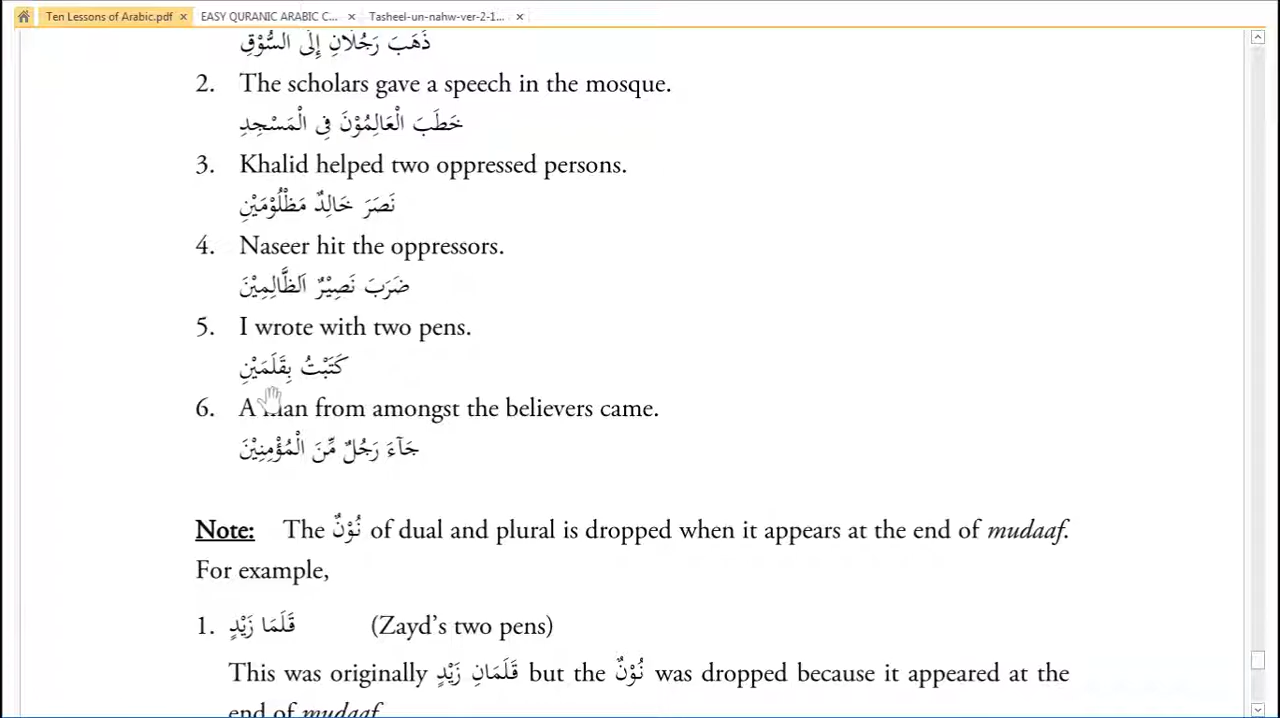 Ten Lessons of Arabic.pdf × EASY QURANIC ARABIC C... × Tasheel-un-nahw-ver-2-1... ×
ذَهَبَ رَجُلَانِ إِلَى السُّوْقِ
2. The scholars gave a speech in the mosque.
خَطَبَ الْعَالِمُوْنَ فِى الْمَسْجِدِ
3. Khalid helped two oppressed persons.
نَصَرَ خَالِدٌ مَظْلُوْمَيْنِ
4. Naseer hit the oppressors.
ضَرَبَ نَصِيْرٌ اَلظَّالِمِيْنَ
5. I wrote with two pens.
كَتَبْتُ بِقَلَمَيْنِ
6. A man from amongst the believers came.
جَآءَ رَجُلٌ مِّنَ الْمُؤْمِنِيْنَ
Note: The نُوْنٌ of dual and plural is dropped when it appears at the end of mudaaf.
For example,
1. قَلَمَا زَيْدٍ (Zayd’s two pens)
This was originally قَلَمَانِ زَيْدٍ but the نُوْنٌ was dropped because it appeared at the
end of mudaaf